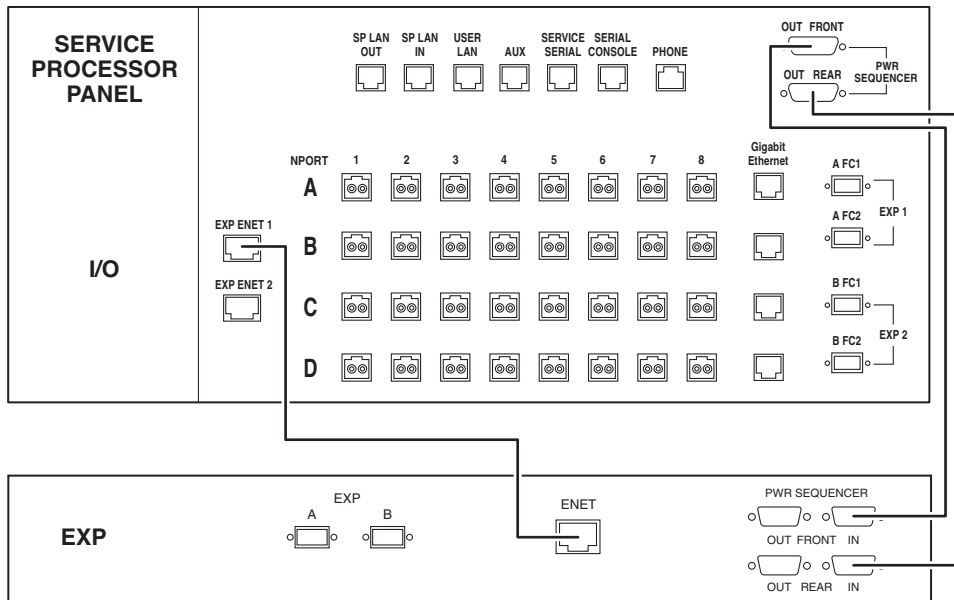 SERVICE
PROCESSOR
PANEL
SP LAN
OUT
SP LAN
IN
USER
LAN
AUX
SERVICE
SERIAL
SERIAL
CONSOLE
PHONE
OUT FRONT
PWR
SEQUENCER
OUT REAR
I/O
NPORT 1 2 3 4 5 6 7 8
Gigabit
Ethernet
A
B
C
D
EXP ENET 1
EXP ENET 2
A FC1
A FC2
EXP 1
B FC1
B FC2
EXP 2
EXP
EXP
A B
ENET
PWR SEQUENCER
OUT FRONT IN
OUT REAR IN